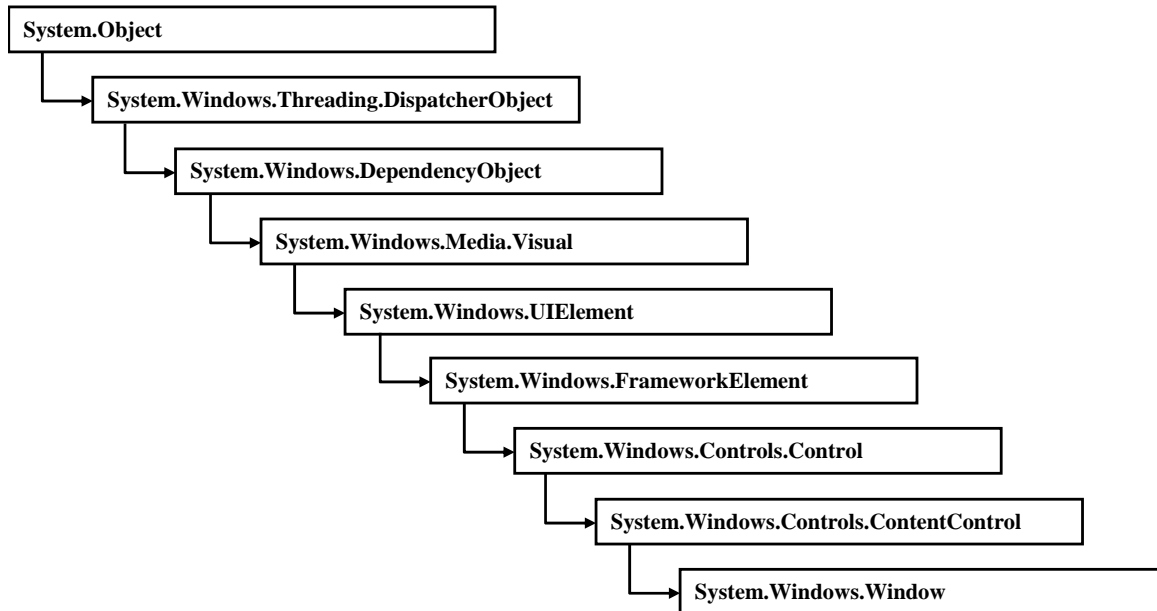 System.Object
System.Windows.Threading.DispatcherObject
System.Windows.DependencyObject
System.Windows.Media.Visual
System.Windows.UIElement
System.Windows.FrameworkElement
System.Windows.Controls.Control
System.Windows.Controls.ContentControl
System.Windows.Window